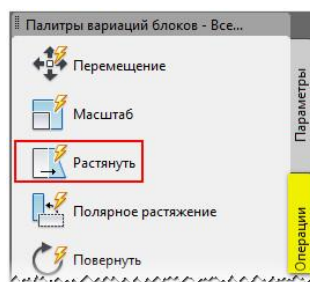 Палитры вариаций блоков - Все...
Перемещение
Масштаб
Растянуть
Полярное растяжение
Повернуть
Параметры
Операции